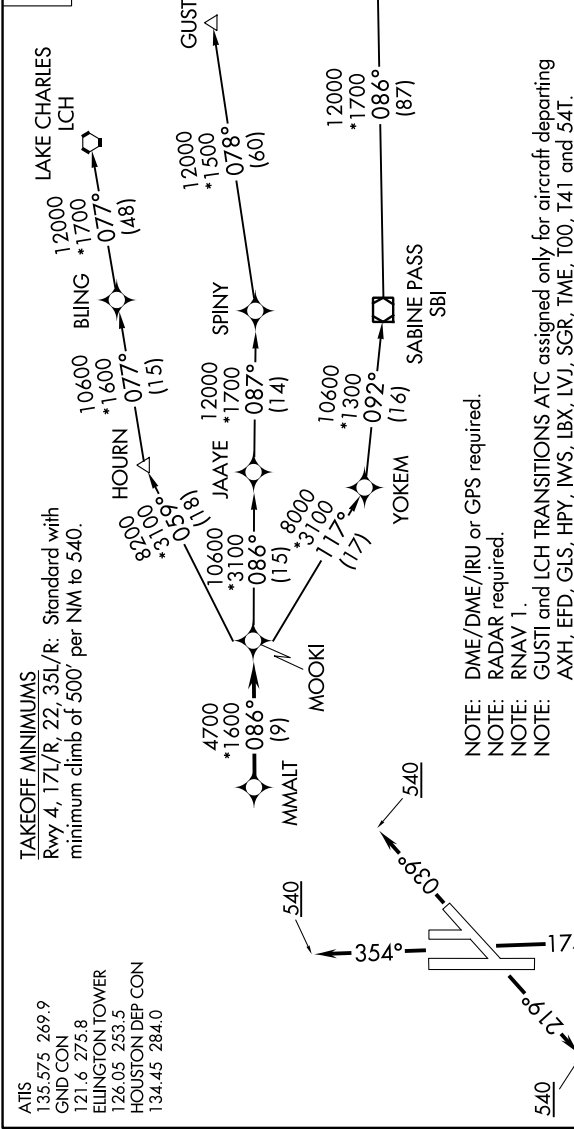 ATIS
135.575 269.9
GND CON
121.6 275.8
ELLINGTON TOWER
126.05 253.5
HOUSTON DEP CON
134.45 284.0
TAKEOFF MINIMUMS
Rwy 4, 17L/R, 22, 35L/R: Standard with
minimum climb of 500' per NM to 540.
LAKE CHARLES
LCH
12000
*1700
077°
(48)
BLING
10600
*1600
077°
(15)
HOURN
8200
*3100
059°
(18)
GUSTI
12000
*1500
078°
(60)
SPINY
12000
*1700
087°
(14)
JAAYE
10600
*3100
086°
(15)
MOOKI
4700
*1600
086°
(9)
MMALT
12000
*1700
086°
(87)
SABINE PASS
SBI
10600
*1300
092°
(16)
YOKEM
8000
*3100
117°
(17)
540
354°
540
039°
17
219°
540
NOTE: DME/DME/IRU or GPS required.
NOTE: RADAR required.
NOTE: RNAV 1.
NOTE: GUSTI and LCH TRANSITIONS ATC assigned only for aircraft departing
AXH, EFD, GLS, HPY, IWS, LBX, LVJ, SGR, TME, T00, T41 and 54T.